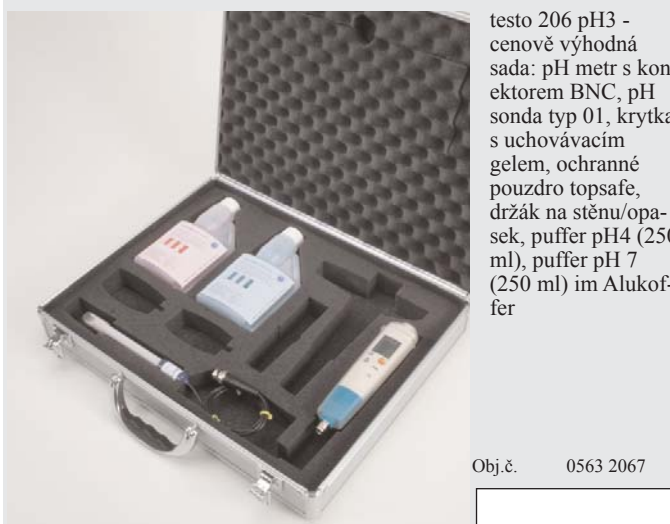 testo 206 pH3 -
cenově výhodná
sada: pH metr s kon
ektorem BNC, pH
sonda typ 01, krytka
s uchovávacím
gelem, ochranné
pouzdro topsafe,
držák na stěnu/opa-
sek, puffer pH4 (250
ml), puffer pH 7
(250 ml) im Alukof-
fer
Obj.č. 0563 2067